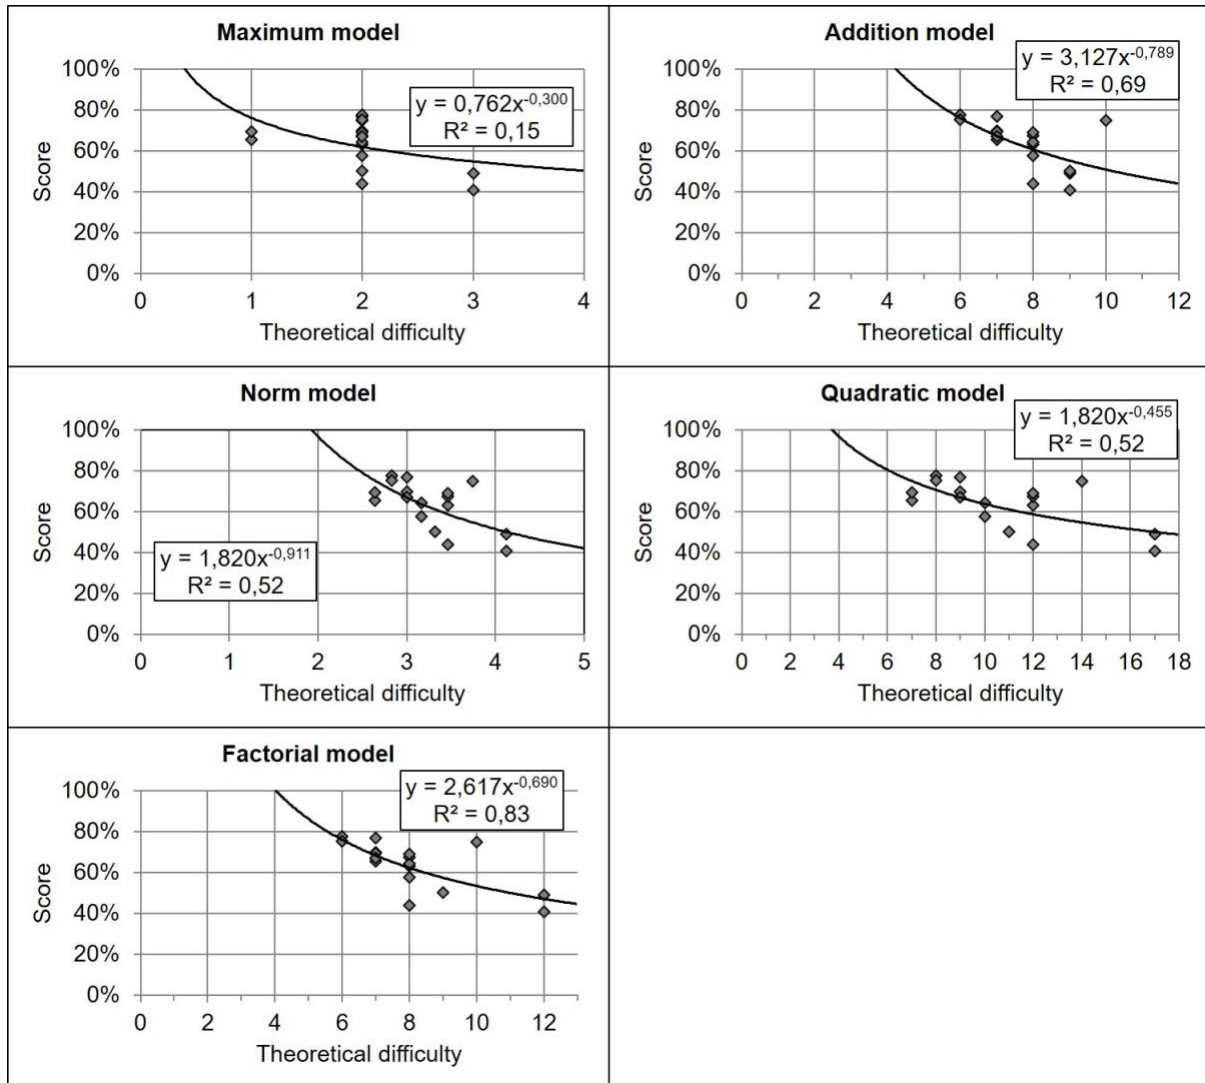 Maximum model
y = 0,762x^-0,300
R² = 0,15
100%
80%
60%
40%
20%
0%
Score
0 1 2 3 4
Theoretical difficulty
Addition model
y = 3,127x^-0,789
R² = 0,69
100%
80%
60%
40%
20%
0%
Score
0 2 4 6 8 10 12
Theoretical difficulty
Norm model
100%
80%
60%
40%
20%
0%
Score
y = 1,820x^-0,911
R² = 0,52
0 1 2 3 4 5
Theoretical difficulty
Quadratic model
y = 1,820x^-0,455
R² = 0,52
100%
80%
60%
40%
20%
0%
Score
0 2 4 6 8 10 12 14 16 18
Theoretical difficulty
Factorial model
y = 2,617x^-0,690
R² = 0,83
100%
80%
60%
40%
20%
0%
Score
0 2 4 6 8 10 12
Theoretical difficulty